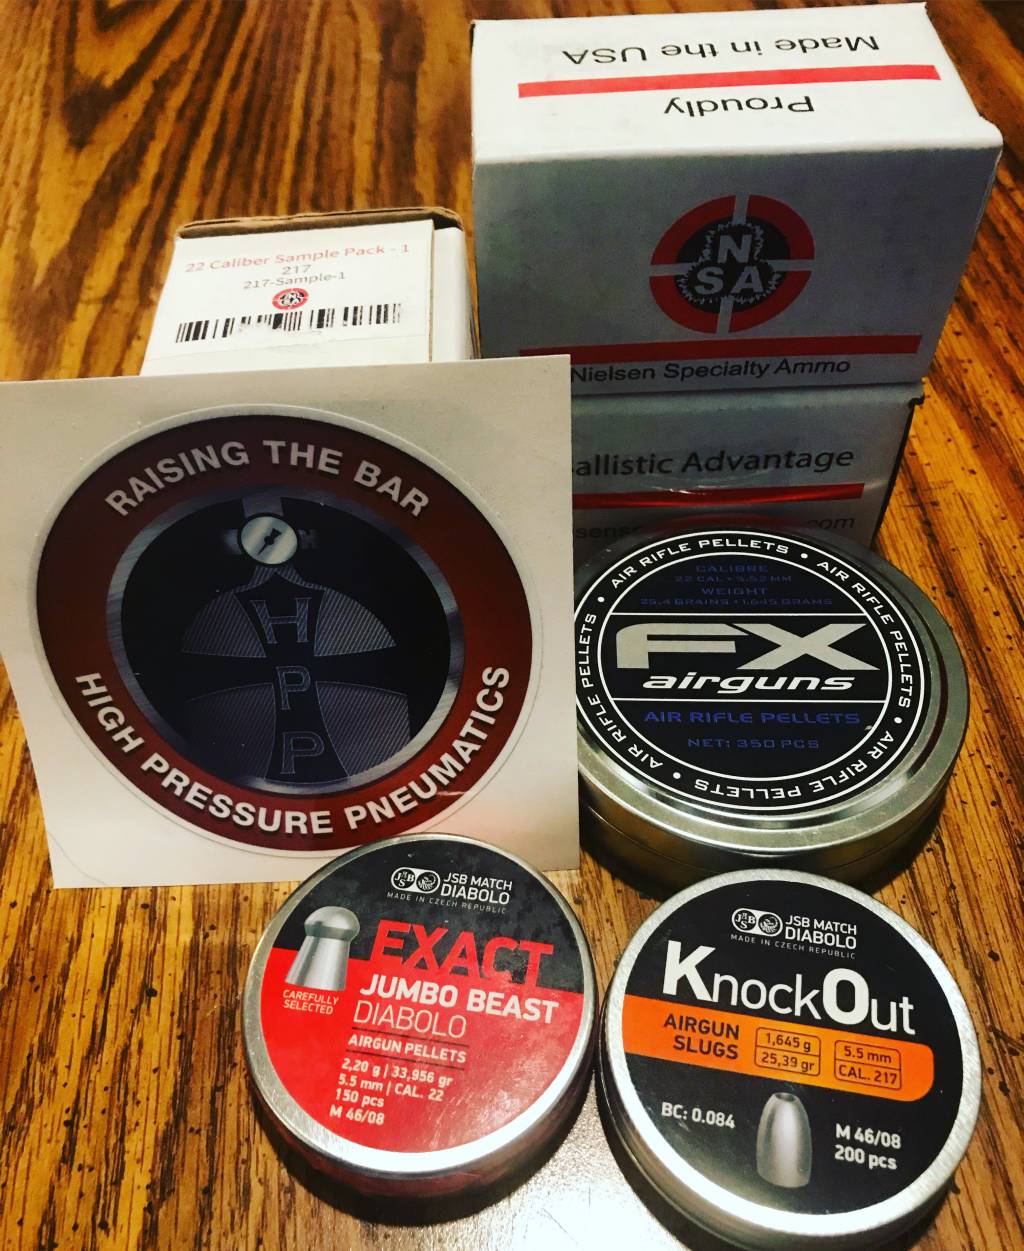 Proudly
Made in the USA
NSA
Nielsen Specialty Ammo
22 Caliber Sample Pack - 1
217
217-Sample-1
allistic Advantage
.com
RAISING THE BAR
H
P
P
HIGH PRESSURE PNEUMATICS
AIR RIFLE PELLETS • AIR RIFLE PELLETS • AIR RIFLE PELLETS • AIR RIFLE PELLETS •
CALIBRE
22 CAL • 5.52 MM
WEIGHT
25.4 GRAINS • 1,645 GRAMS
FX
airguns
AIR RIFLE PELLETS
NET: 350 PCS
JSB
JSB MATCH
DIABOLO
MADE IN CZECH REPUBLIC
EXACT
JUMBO BEAST
DIABOLO
CAREFULLY
SELECTED
AIRGUN PELLETS
2,20 g | 33,956 gr
5.5 mm | CAL. 22
150 pcs
M 46/08
JSB
JSB MATCH
DIABOLO
MADE IN CZECH REPUBLIC
KnockOut
AIRGUN
SLUGS
1,645 g
25,39 gr
5.5 mm
CAL. 217
BC: 0.084
M 46/08
200 pcs